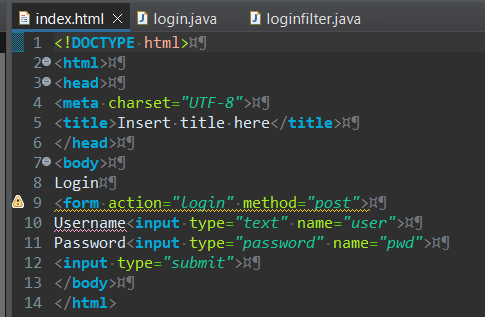 index.html login.java loginfilter.java
1 <!DOCTYPE·html>¤¶
2 <html>¤¶
3 <head>¤¶
4 <meta·charset="UTF-8">¤¶
5 <title>Insert·title·here</title>¤¶
6 </head>¤¶
7 <body>¤¶
8 Login¤¶
9 <form·action="login"·method="post">¤¶
10 Username<input·type="text"·name="user">¤¶
11 Password<input·type="password"·name="pwd">¤¶
12 <input·type="submit">¤¶
13 </body>¤¶
14 </html>